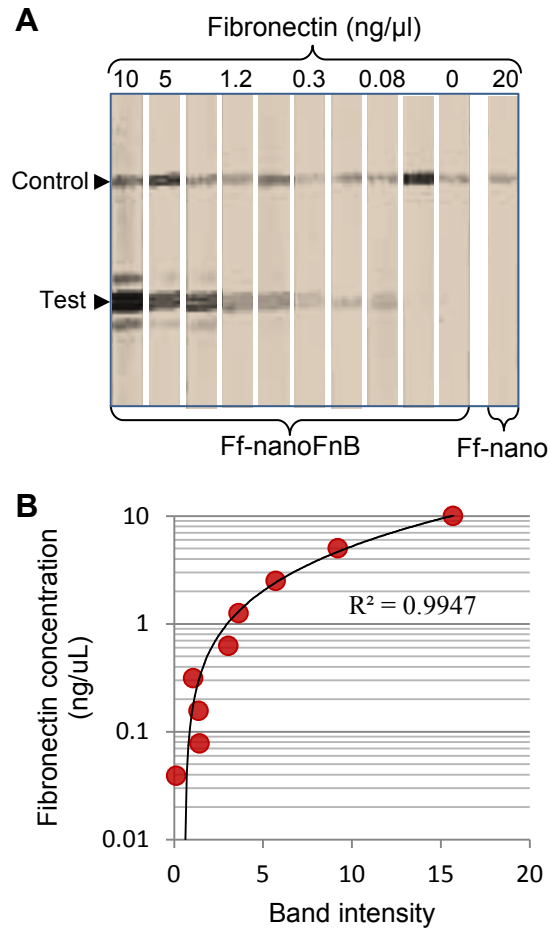 A
Fibronectin (ng/µl)
10 5 1.2 0.3 0.08 0 20
Control
Test
Ff-nanoFnB Ff-nano
B
10
1
0.1
0.01
Fibronectin concentration
(ng/uL)
R² = 0.9947
0 5 10 15 20
Band intensity